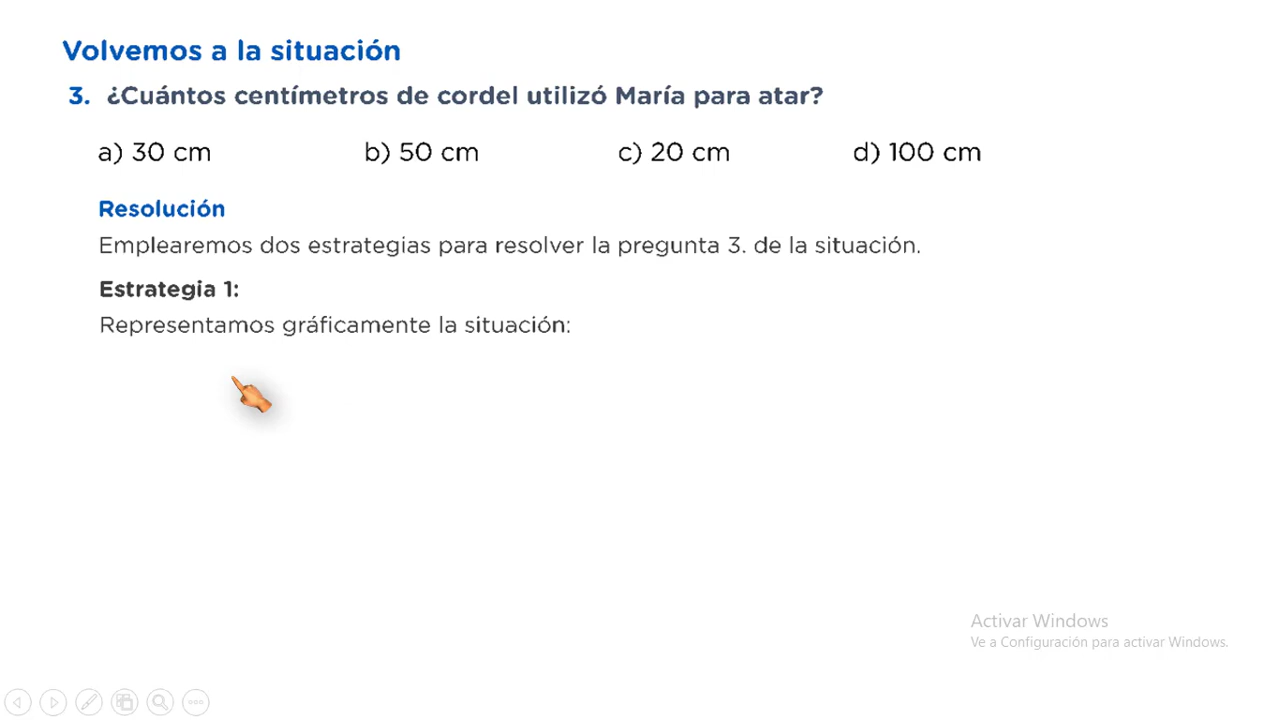 Volvemos a la situación
3. ¿Cuántos centímetros de cordel utilizó María para atar?
a) 30 cm b) 50 cm c) 20 cm d) 100 cm
Resolución
Emplearemos dos estrategias para resolver la pregunta 3. de la situación.
Estrategia 1:
Representamos gráficamente la situación:
Activar Windows
Ve a Configuración para activar Windows.